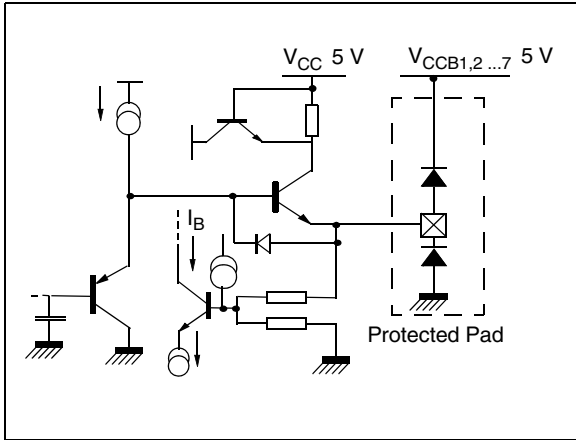 V_CC 5 V
V_CCB1,2 ...7 5 V
I_B
Protected Pad